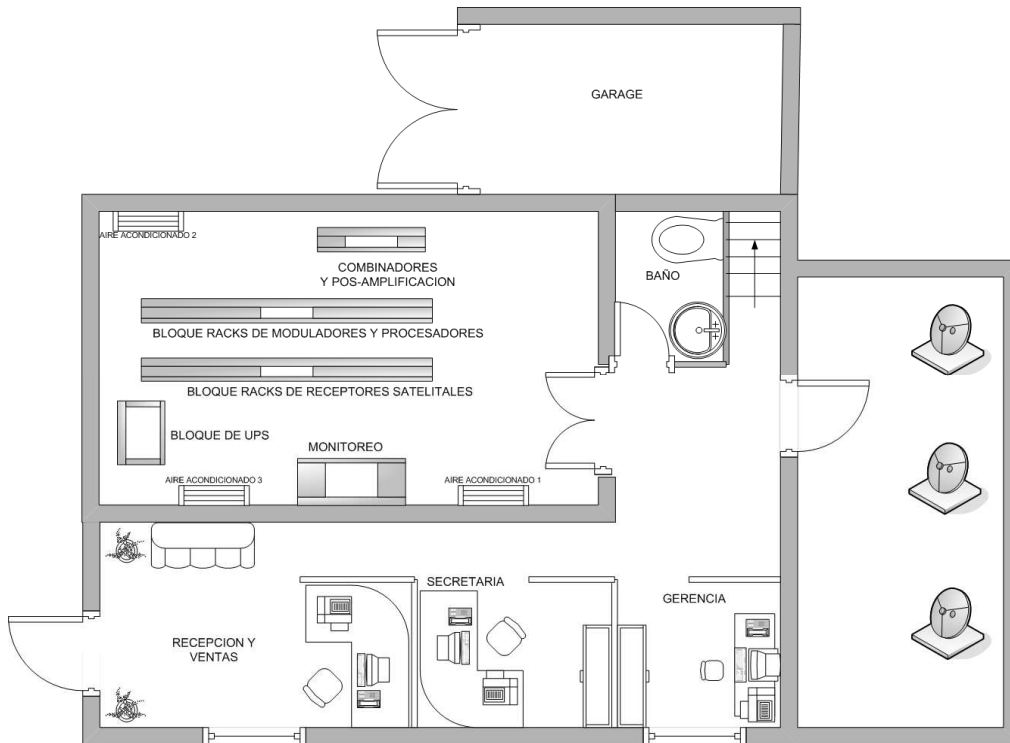 GARAGE
AIRE ACONDICIONADO 2
COMBINADORES
Y POS-AMPLIFICACION
BAÑO
BLOQUE RACKS DE MODULADORES Y PROCESADORES
BLOQUE RACKS DE RECEPTORES SATELITALES
BLOQUE DE UPS
MONITOREO
AIRE ACONDICIONADO 3
AIRE ACONDICIONADO 1
SECRETARIA
GERENCIA
RECEPCION Y
VENTAS